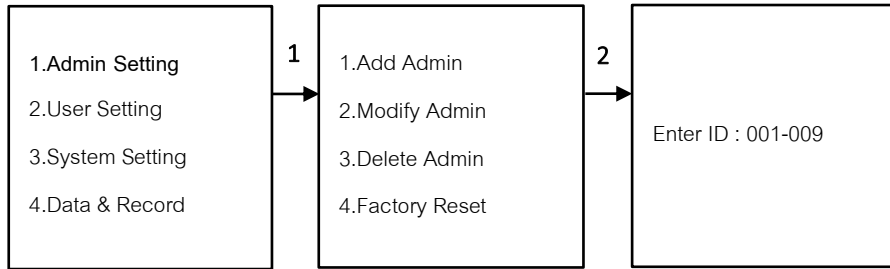 1.Admin Setting
2.User Setting
3.System Setting
4.Data & Record
1
1.Add Admin
2.Modify Admin
3.Delete Admin
4.Factory Reset
2
Enter ID : 001-009